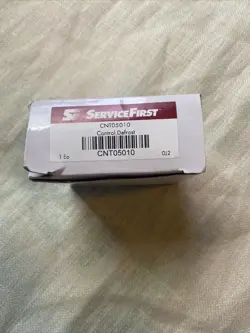 SERVICEFIRST
CNT05010
Control,Defrost
1 Ea
CNT05010
012